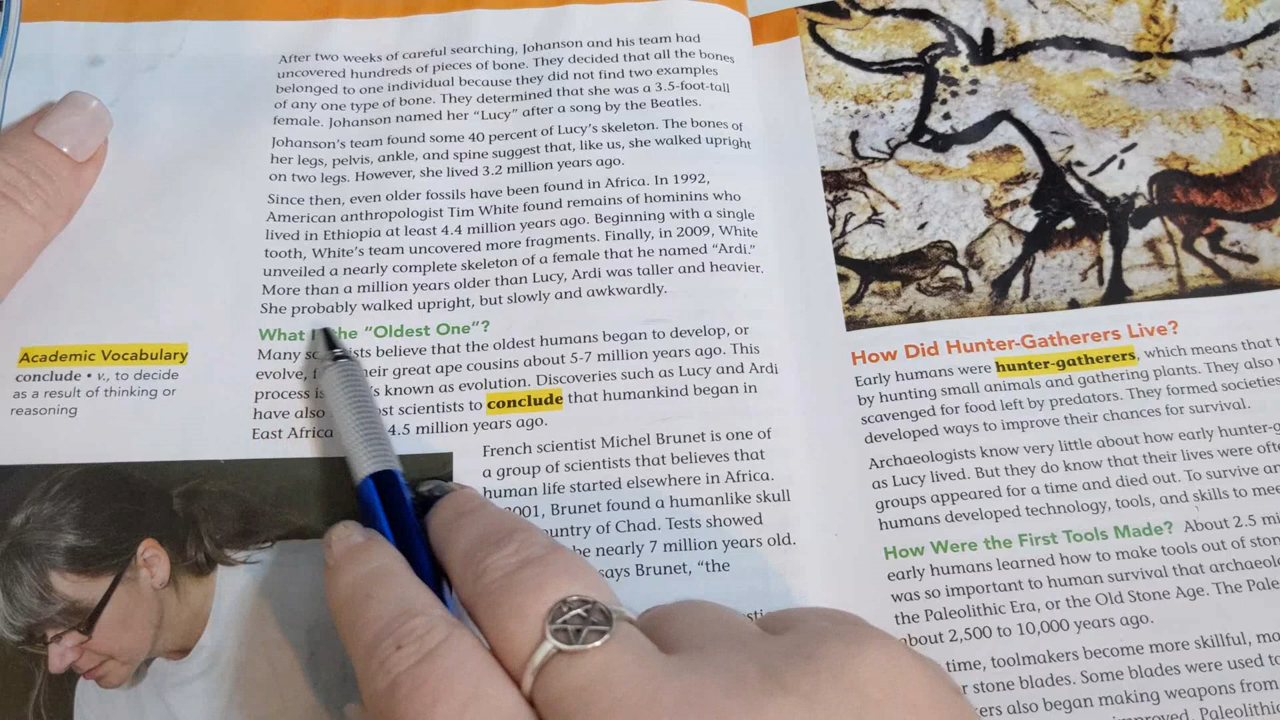 After two weeks of careful searching, Johanson and his team had
uncovered hundreds of pieces of bone. They decided that all the bones
belonged to one individual because they did not find two examples
of any one type of bone. They determined that she was a 3.5-foot-tall
female. Johanson named her “Lucy” after a song by the Beatles.
Johanson’s team found some 40 percent of Lucy’s skeleton. The bones of
her legs, pelvis, ankle, and spine suggest that, like us, she walked upright
on two legs. However, she lived 3.2 million years ago.
Since then, even older fossils have been found in Africa. In 1992,
American anthropologist Tim White found remains of hominins who
lived in Ethiopia at least 4.4 million years ago. Beginning with a single
tooth, White’s team uncovered more fragments. Finally, in 2009, White
unveiled a nearly complete skeleton of a female that he named “Ardi.”
More than a million years older than Lucy, Ardi was taller and heavier.
She probably walked upright, but slowly and awkwardly.
What the “Oldest One”?
Many believe that the oldest humans began to develop, or
evolve, their great ape cousins about 5-7 million years ago. This
process is known as evolution. Discoveries such as Lucy and Ardi
have also scientists to conclude that humankind began in
East Africa 4.5 million years ago.
Academic Vocabulary
conclude • v., to decide
as a result of thinking or
reasoning
French scientist Michel Brunet is one of
a group of scientists that believes that
human life started elsewhere in Africa.
Brunet found a humanlike skull
of Chad. Tests showed
be nearly 7 million years old.
says Brunet, “the
How Did Hunter-Gatherers Live?
Early humans were hunter-gatherers, which means that
by hunting small animals and gathering plants. They also
scavenged for food left by predators. They formed societies
developed ways to improve their chances for survival.
Archaeologists know very little about how early
as Lucy lived. But they do know that their lives were
groups appeared for a time and died out. To survive
humans developed technology, tools, and skills to
How Were the First Tools Made? About 2.5
early humans learned how to make tools out of
was so important to human survival that
the Paleolithic Era, or the Old Stone Age. The
about 2,500 to 10,000 years ago.
time, toolmakers become more skillful,
stone blades. Some blades were used
also began making weapons from